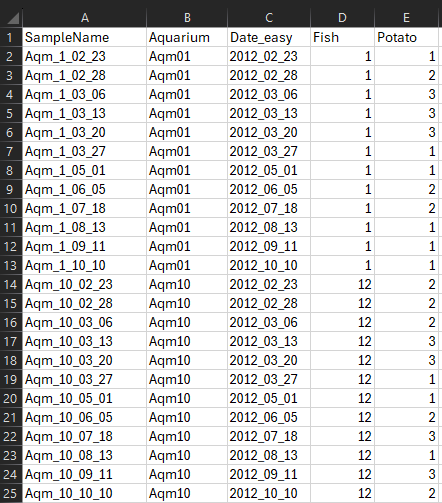 A B C D E
1 SampleName Aquarium Date_easy Fish Potato
2 Aqm_1_02_23 Aqm01 2012_02_23 1 1
3 Aqm_1_02_28 Aqm01 2012_02_28 1 2
4 Aqm_1_03_06 Aqm01 2012_03_06 1 3
5 Aqm_1_03_13 Aqm01 2012_03_13 1 3
6 Aqm_1_03_20 Aqm01 2012_03_20 1 3
7 Aqm_1_03_27 Aqm01 2012_03_27 1 1
8 Aqm_1_05_01 Aqm01 2012_05_01 1 1
9 Aqm_1_06_05 Aqm01 2012_06_05 1 2
10 Aqm_1_07_18 Aqm01 2012_07_18 1 2
11 Aqm_1_08_13 Aqm01 2012_08_13 1 1
12 Aqm_1_09_11 Aqm01 2012_09_11 1 1
13 Aqm_1_10_10 Aqm01 2012_10_10 1 1
14 Aqm_10_02_23 Aqm10 2012_02_23 12 2
15 Aqm_10_02_28 Aqm10 2012_02_28 12 2
16 Aqm_10_03_06 Aqm10 2012_03_06 12 2
17 Aqm_10_03_13 Aqm10 2012_03_13 12 3
18 Aqm_10_03_20 Aqm10 2012_03_20 12 3
19 Aqm_10_03_27 Aqm10 2012_03_27 12 1
20 Aqm_10_05_01 Aqm10 2012_05_01 12 1
21 Aqm_10_06_05 Aqm10 2012_06_05 12 2
22 Aqm_10_07_18 Aqm10 2012_07_18 12 3
23 Aqm_10_08_13 Aqm10 2012_08_13 12 1
24 Aqm_10_09_11 Aqm10 2012_09_11 12 3
25 Aqm_10_10_10 Aqm10 2012_10_10 12 2